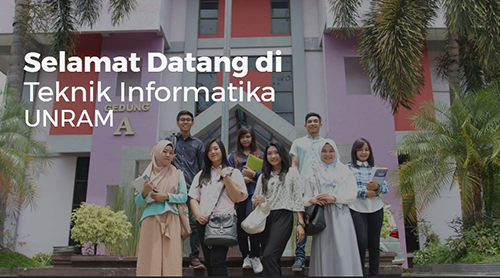 Selamat Datang di
Teknik Informatika
UNRAM
GEDUNG
A